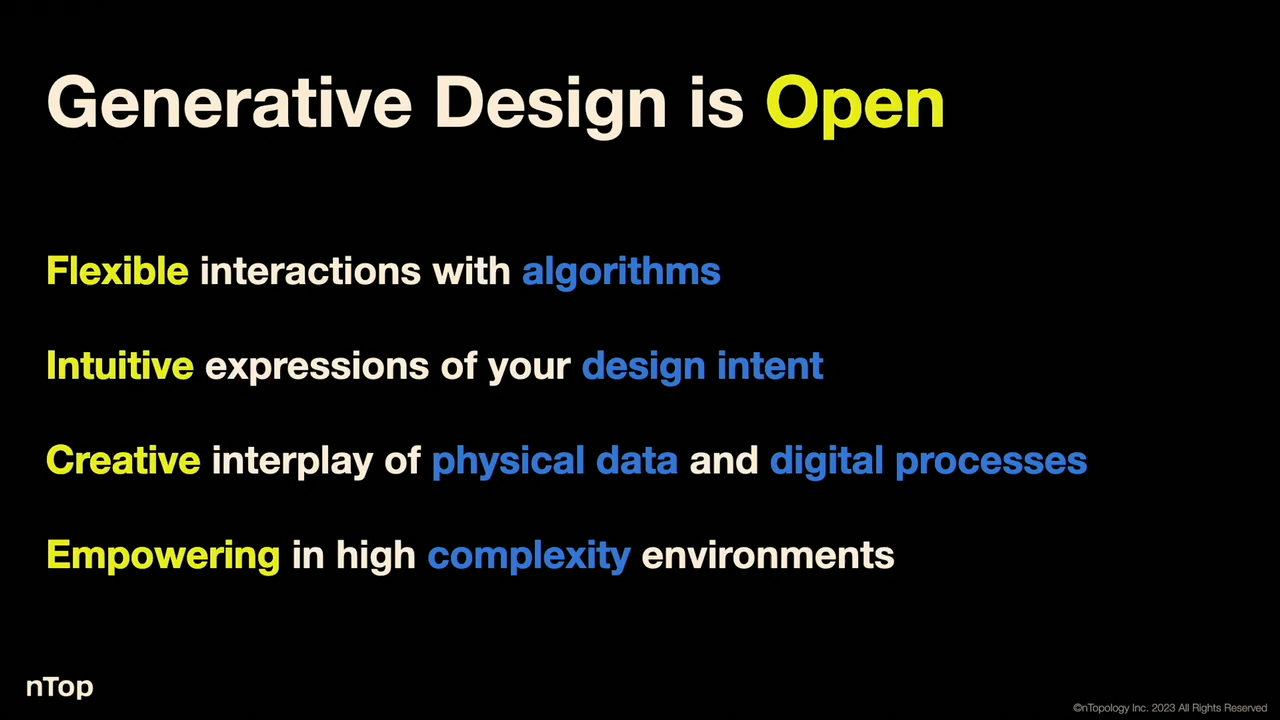 Generative Design is Open
Flexible interactions with algorithms
Intuitive expressions of your design intent
Creative interplay of physical data and digital processes
Empowering in high complexity environments
nTop
©nTopology Inc. 2023 All Rights Reserved